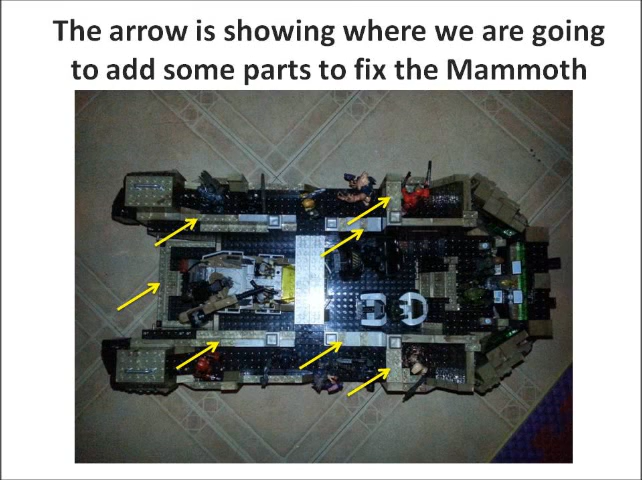 The arrow is showing where we are going
to add some parts to fix the Mammoth